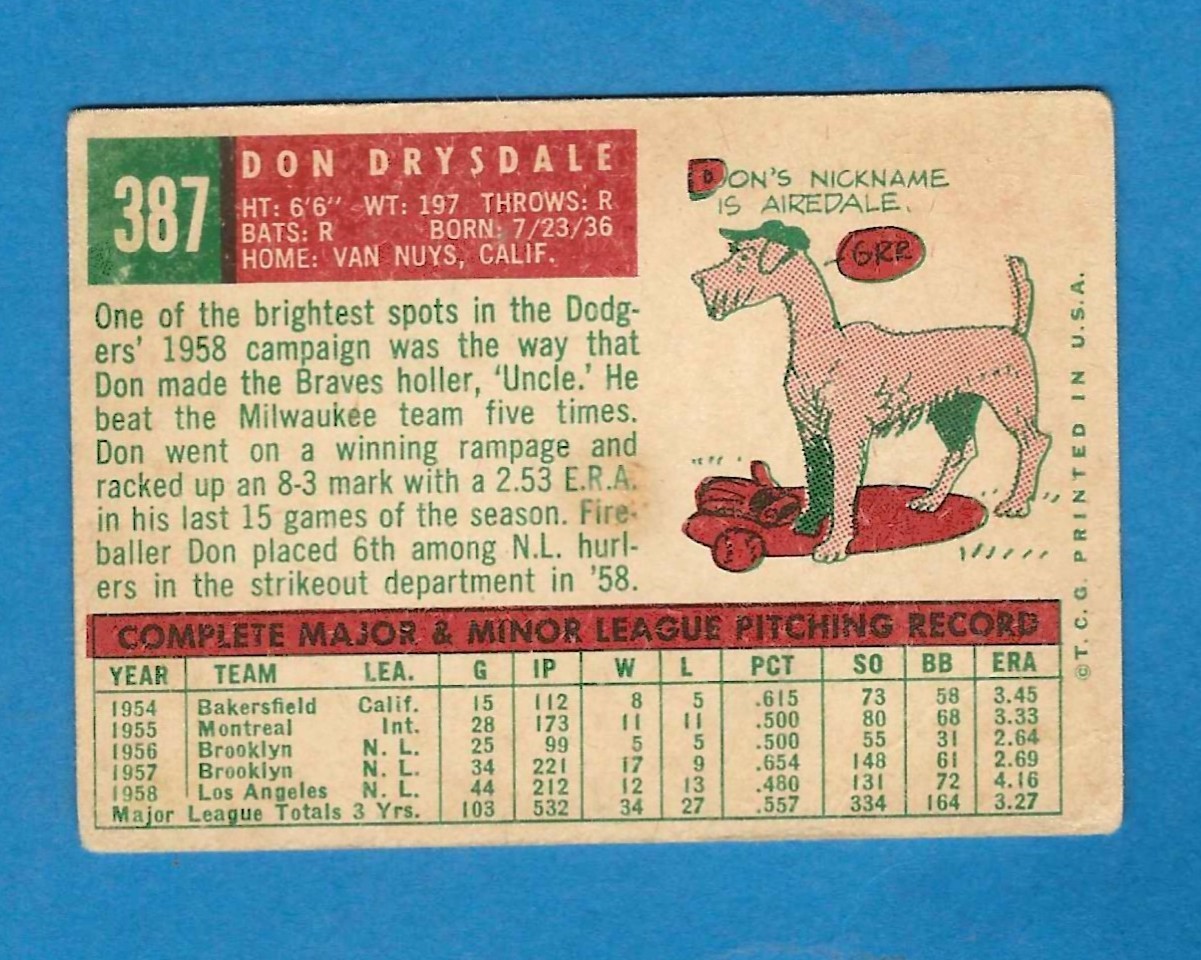 387
DON DRYSDALE
HT: 6'6" WT: 197 THROWS: R
BATS: R BORN: 7/23/36
HOME: VAN NUYS, CALIF.
One of the brightest spots in the Dodg-
ers' 1958 campaign was the way that
Don made the Braves holler, 'Uncle.' He
beat the Milwaukee team five times.
Don went on a winning rampage and
racked up an 8-3 mark with a 2.53 E.R.A.
in his last 15 games of the season. Fire-
baller Don placed 6th among N.L. hurl-
ers in the strikeout department in '58.
DON'S NICKNAME
IS AIREDALE.
GRR
COMPLETE MAJOR & MINOR LEAGUE PITCHING RECORD
YEAR TEAM LEA. G IP W L PCT SO BB ERA
1954 Bakersfield Calif. 15 112 8 5 .615 73 58 3.45
1955 Montreal Int. 28 173 11 11 .500 80 68 3.33
1956 Brooklyn N. L. 25 99 5 5 .500 55 31 2.64
1957 Brooklyn N. L. 34 221 17 9 .654 148 61 2.69
1958 Los Angeles N. L. 44 212 12 13 .480 131 72 4.16
Major League Totals 3 Yrs. 103 532 34 27 .557 334 164 3.27
© T. C. G. PRINTED IN U.S.A.